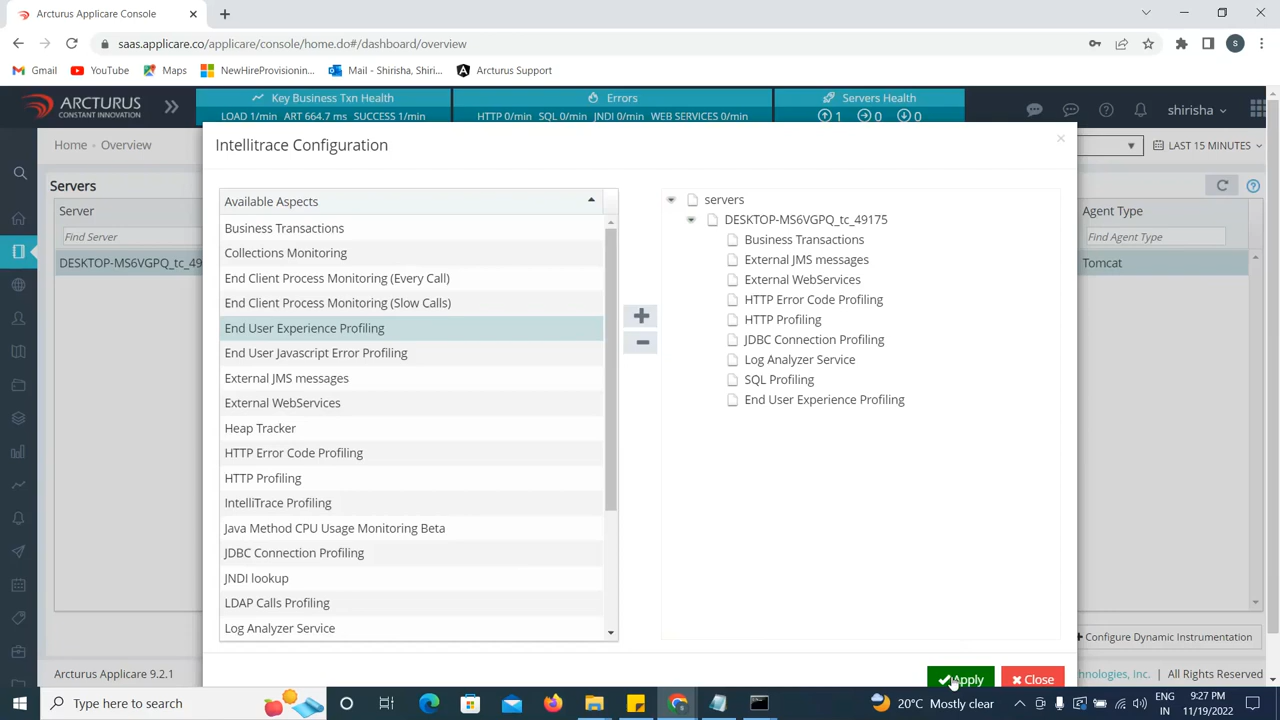 Arcturus Applicare Console
saas.applicare.co/applicare/console/home.do#/dashboard/overview
S
Gmail YouTube Maps NewHireProvisionin... Mail - Shirisha, Shiri... Arcturus Support
ARCTURUS
CONSTANT INNOVATION
Key Business Txn Health Errors Servers Health
LOAD 1/min ART 664.7 ms SUCCESS 1/min HTTP 0/min SQL 0/min JNDI 0/min WEB SERVICES 0/min 1 0 0
shirisha
Home Overview
LAST 15 MINUTES
Servers
Server
Find Server
DESKTOP-MS6VGPQ_tc_49
Agent Type
Find Agent Type
Tomcat
Intellitrace Configuration
Available Aspects
Business Transactions
Collections Monitoring
End Client Process Monitoring (Every Call)
End Client Process Monitoring (Slow Calls)
End User Experience Profiling
End User Javascript Error Profiling
External JMS messages
External WebServices
Heap Tracker
HTTP Error Code Profiling
HTTP Profiling
IntelliTrace Profiling
Java Method CPU Usage Monitoring Beta
JDBC Connection Profiling
JNDI lookup
LDAP Calls Profiling
Log Analyzer Service
servers
DESKTOP-MS6VGPQ_tc_49175
Business Transactions
External JMS messages
External WebServices
HTTP Error Code Profiling
HTTP Profiling
JDBC Connection Profiling
Log Analyzer Service
SQL Profiling
End User Experience Profiling
Configure Dynamic Instrumentation
Apply Close
Arcturus Applicare 9.2.1
hnologies, Inc. All Rights Reserved
Type here to search
20°C Mostly clear
ENG
IN
9:27 PM
11/19/2022